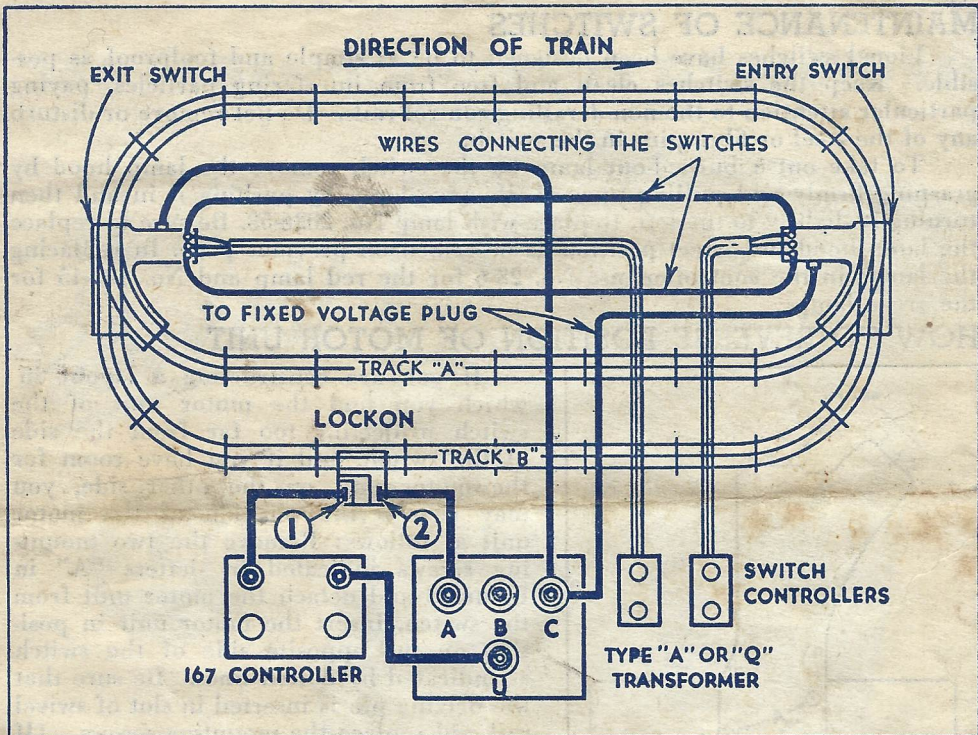 DIRECTION OF TRAIN
EXIT SWITCH
ENTRY SWITCH
WIRES CONNECTING THE SWITCHES
TO FIXED VOLTAGE PLUG
TRACK "A"
LOCKON
TRACK "B"
1
2
A
B
C
U
SWITCH
CONTROLLERS
167 CONTROLLER
TYPE "A" OR "Q"
TRANSFORMER